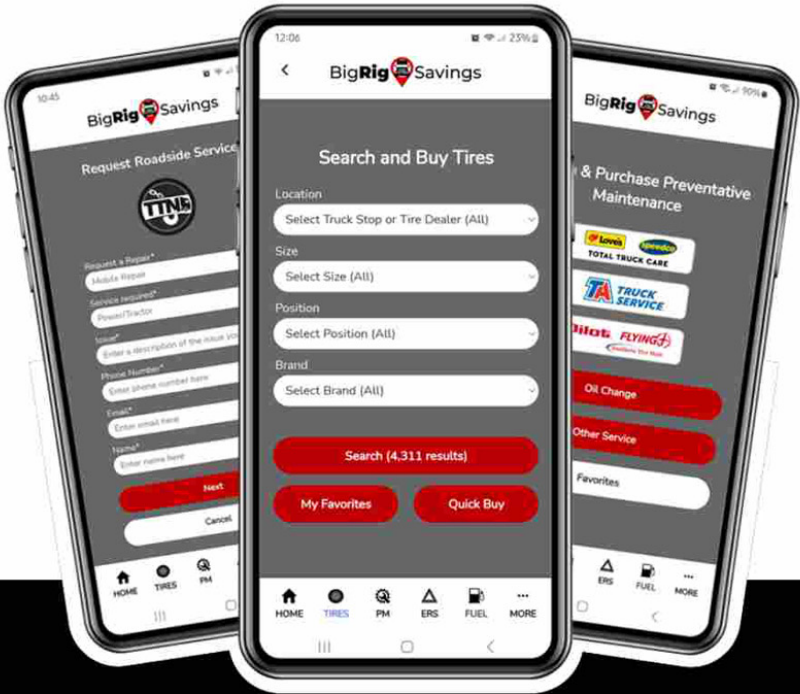 10:45
BigRig Savings
Request Roadside Service
TTN
Request a Repair*
Mobile Repair
Service required*
Power/Tractor
Issue*
Enter a description of the issue you
Phone Number*
Enter phone number here
Email*
Enter email here
Name*
Enter name here
Next
Cancel
HOME
TIRES
PM
12:06
23%
BigRig Savings
Search and Buy Tires
Location
Select Truck Stop or Tire Dealer (All)
Size
Select Size (All)
Position
Select Position (All)
Brand
Select Brand (All)
Search (4,311 results)
My Favorites
Quick Buy
HOME
TIRES
PM
ERS
FUEL
MORE
90%
BigRig Savings
& Purchase Preventative
Maintenance
Love's
Speedco
TOTAL TRUCK CARE
TA TRUCK
SERVICE
Pilot FLYING J
Oil Change
Other Service
Favorites
ERS
FUEL
MORE